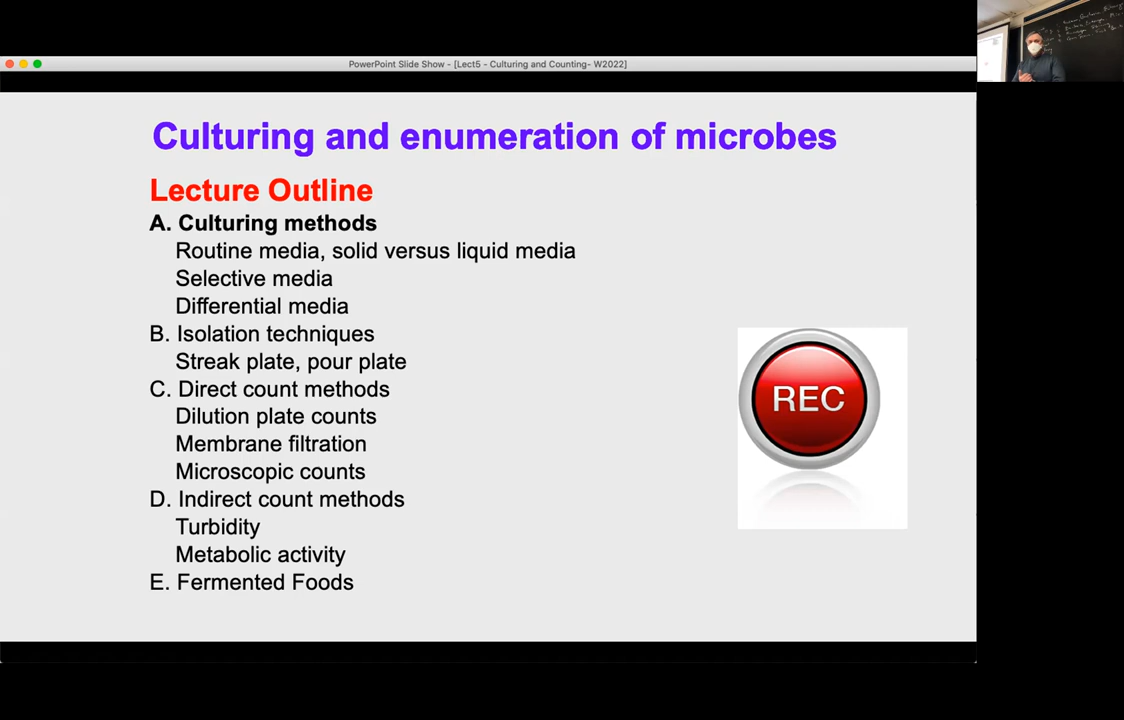 PowerPoint Slide Show - [Lect5 - Culturing and Counting- W2022]
Culturing and enumeration of microbes
Lecture Outline
A. Culturing methods
Routine media, solid versus liquid media
Selective media
Differential media
B. Isolation techniques
Streak plate, pour plate
C. Direct count methods
Dilution plate counts
Membrane filtration
Microscopic counts
D. Indirect count methods
Turbidity
Metabolic activity
E. Fermented Foods
REC